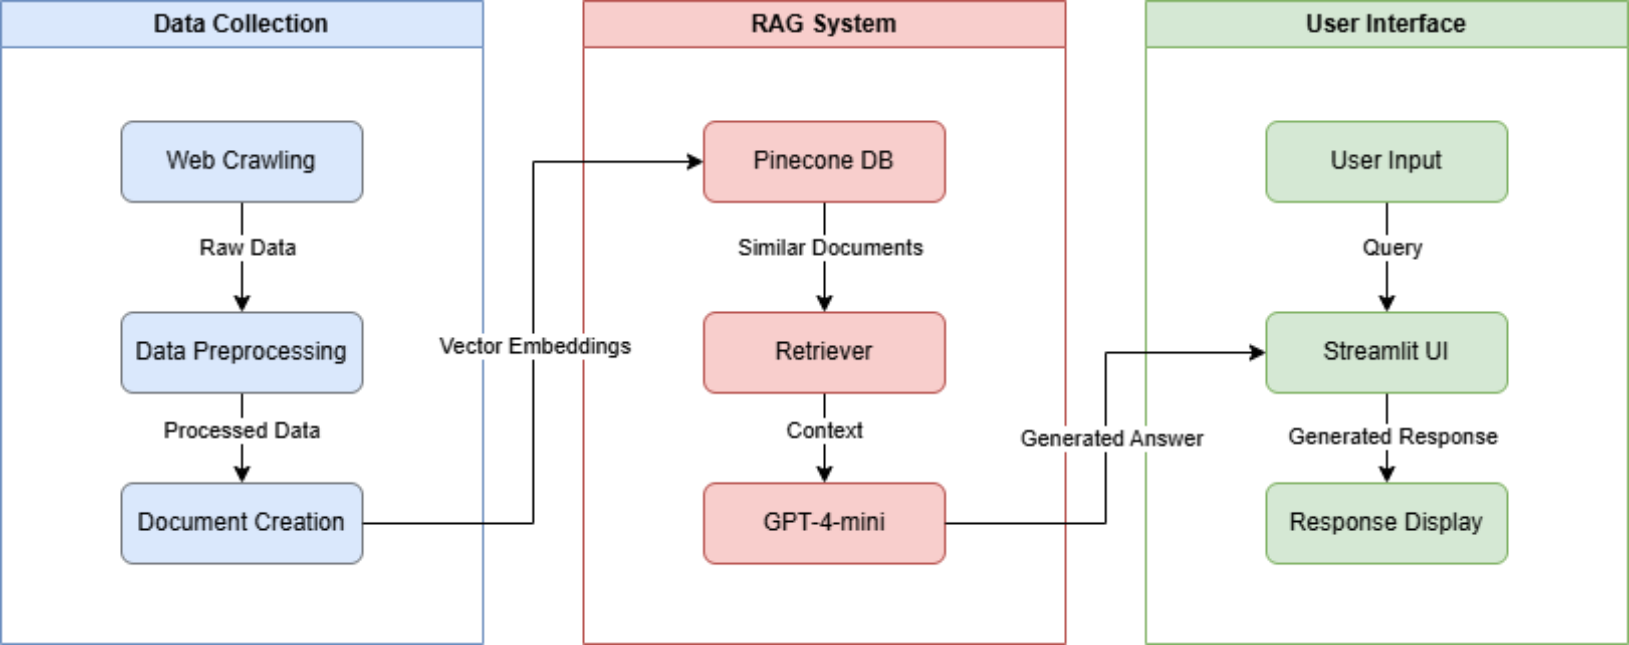 Data Collection
Web Crawling
Raw Data
Data Preprocessing
Processed Data
Document Creation
Vector Embeddings
RAG System
Pinecone DB
Similar Documents
Retriever
Context
GPT-4-mini
Generated Answer
User Interface
User Input
Query
Streamlit UI
Generated Response
Response Display